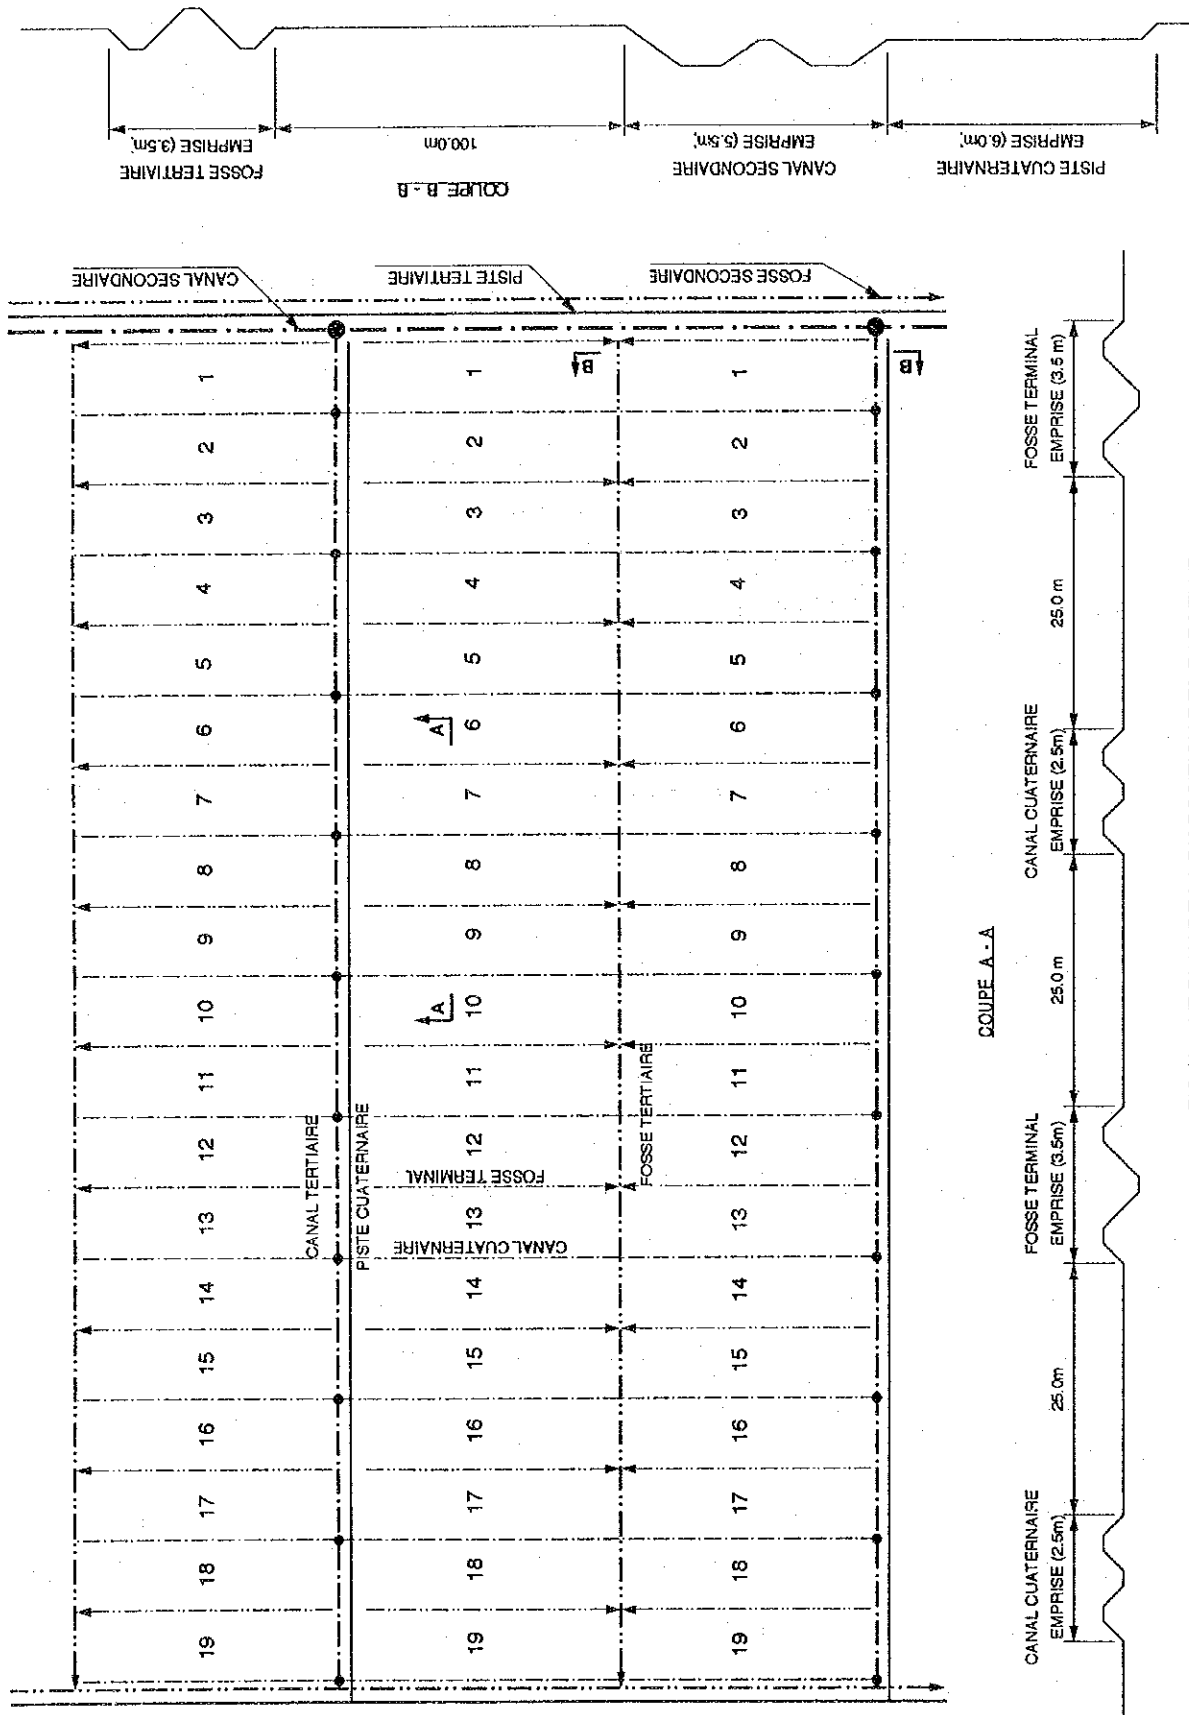 FOSSE TERTIAIRE
EMPRISE (3.5m,
100.0m
CANAL SECONDAIRE
EMPRISE (5.5m,
PISTE CUATERNAIRE
EMPRISE (6.0m,
COUPE B - B
CANAL SECONDAIRE
PISTE TERTIAIRE
FOSSE SECONDAIRE
B
B
1 2 3 4 5 6 7 8 9 10 11 12 13 14 15 16 17 18 19
1 2 3 4 5 6 7 8 9 10 11 12 13 14 15 16 17 18 19
1 2 3 4 5 6 7 8 9 10 11 12 13 14 15 16 17 18 19
A
A
CANAL TERTIAIRE
PISTE CUATERNAIRE
FOSSE TERMINAL
CANAL CUATERNAIRE
FOSSE TERTIAIRE
COUPE A - A
CANAL CUATERNAIRE
EMPRISE (2.5m)
25.0m
FOSSE TERMINAL
EMPRISE (3.5m)
25.0 m
CANAL CUATERNAIRE
EMPRISE (2.5m)
25.0 m
FOSSE TERMINAL
EMPRISE (3.5 m)